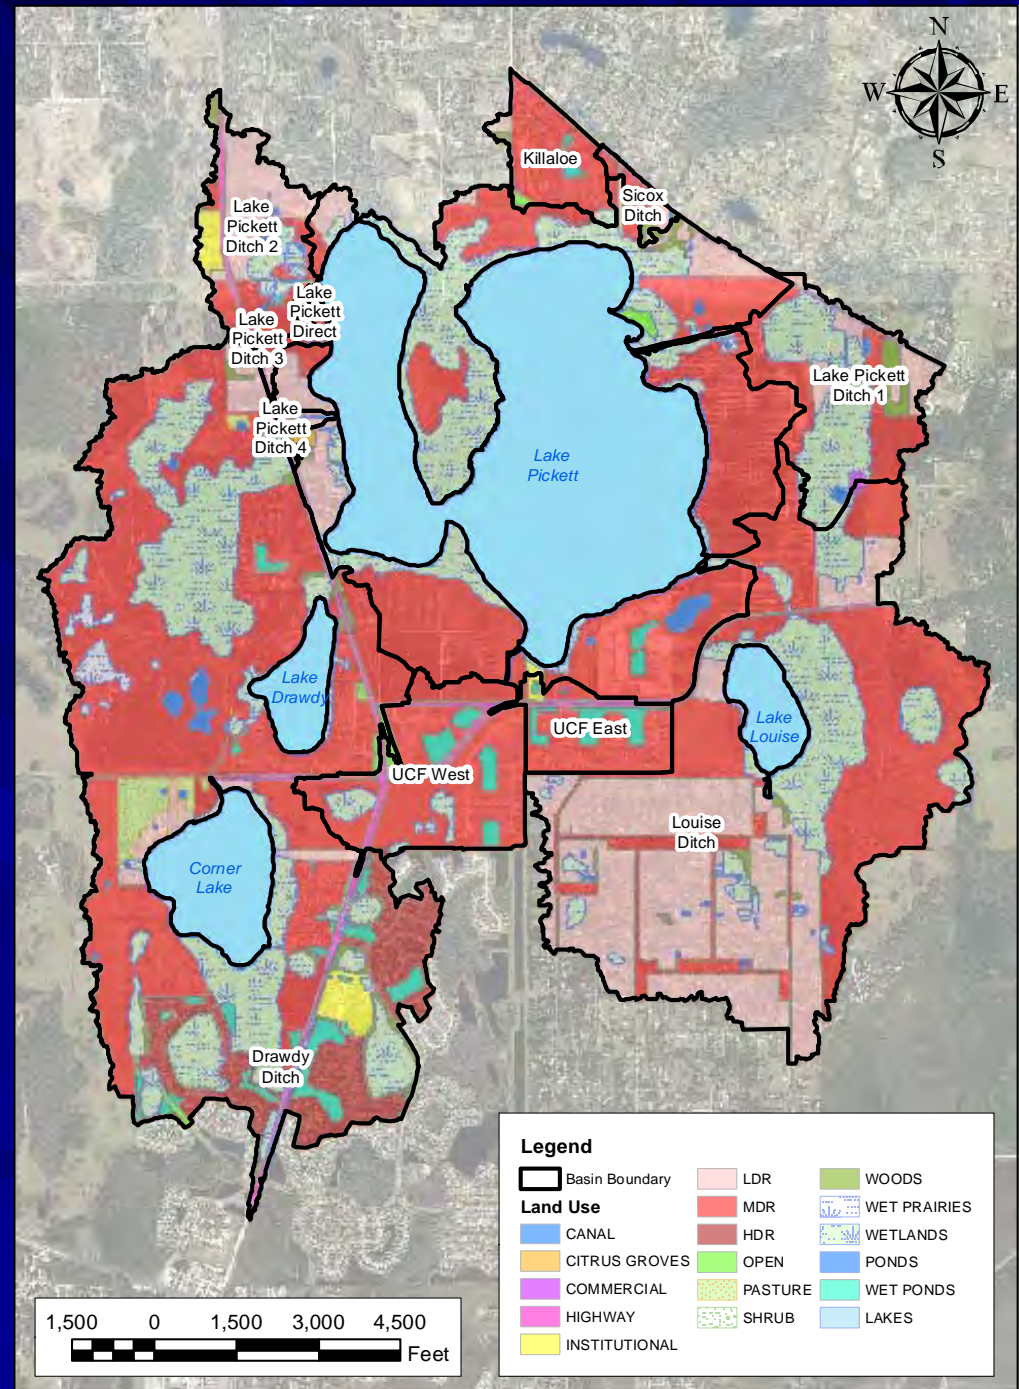 N
W
E
S
Killaloe
Sicox
Ditch
Lake
Pickett
Ditch 2
Lake
Pickett
Direct
Lake
Pickett
Ditch 3
Lake Pickett
Ditch 1
Lake
Pickett
Ditch 4
Lake
Pickett
Lake
Drawdy
Lake
Louise
UCF East
UCF West
Louise
Ditch
Corner
Lake
Drawdy
Ditch
Legend
Basin Boundary
Land Use
CANAL
CITRUS GROVES
COMMERCIAL
HIGHWAY
INSTITUTIONAL
LDR
MDR
HDR
OPEN
PASTURE
SHRUB
WOODS
WET PRAIRIES
WETLANDS
PONDS
WET PONDS
LAKES
1,500 0 1,500 3,000 4,500
Feet